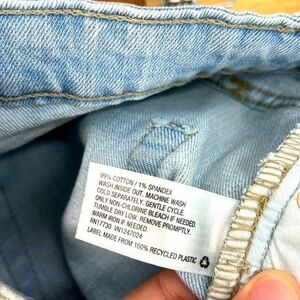 99% COTTON / 1% SPANDEX
WASH INSIDE OUT. MACHINE WASH
COLD SEPARATELY. GENTLE CYCLE.
ONLY NON-CHLORINE BLEACH IF NEEDED.
TUMBLE DRY LOW. REMOVE PROMPTLY.
WARM IRON IF NEEDED.
RN17730 VN1247024
LABEL MADE FROM 100% RECYCLED PLASTIC